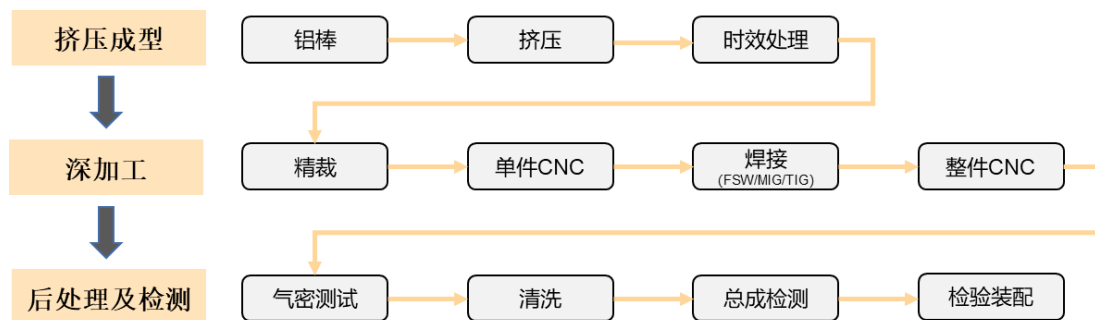 挤压成型
铝棒
挤压
时效处理
深加工
精裁
单件CNC
焊接
(FSW/MIG/TIG)
整件CNC
后处理及检测
气密测试
清洗
总成检测
检验装配